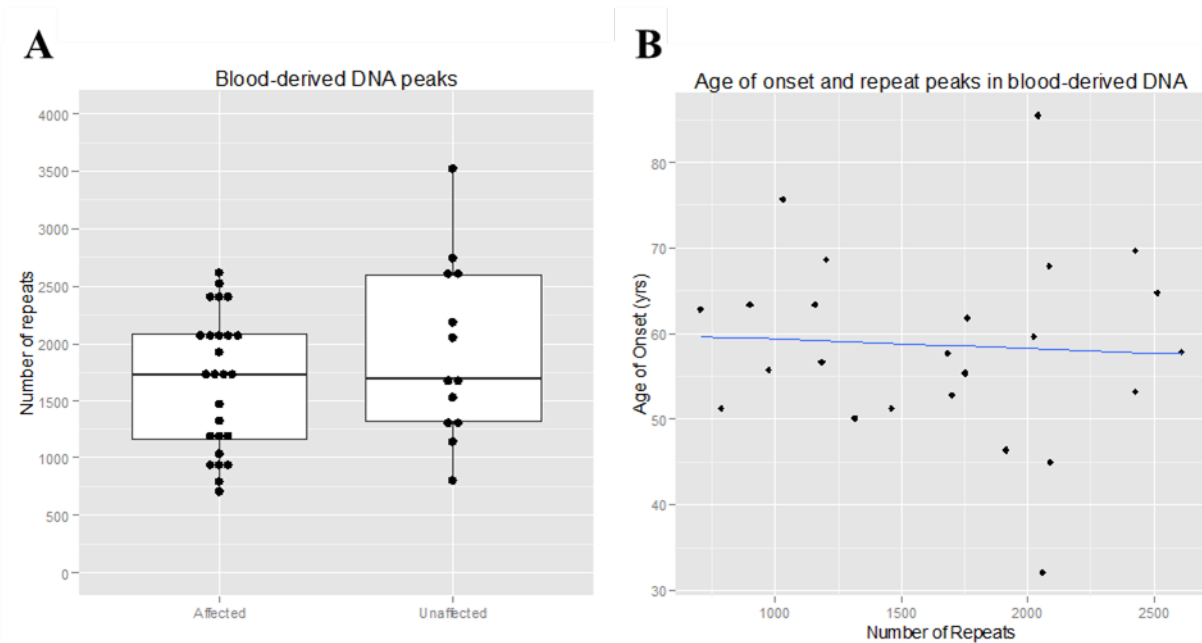 A
Blood-derived DNA peaks
Number of repeats
4000
3500
3000
2500
2000
1500
1000
500
0
Affected
Unaffected
B
Age of onset and repeat peaks in blood-derived DNA
Age of Onset (yrs)
80
70
60
50
40
30
1000
1500
2000
2500
Number of Repeats